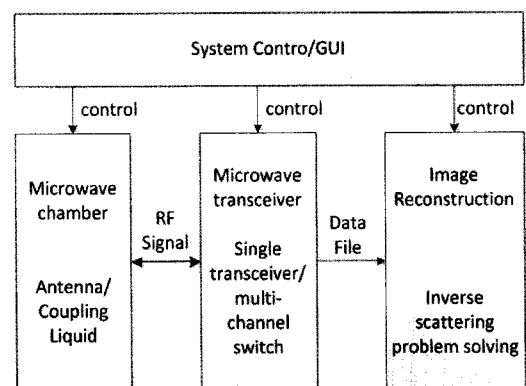 System Contro/GUI
control
control
control
Microwave
chamber
Antenna/
Coupling
Liquid
RF
Signal
Microwave
transceiver
Single
transceiver/
multi-
channel
switch
Data
File
Image
Reconstruction
Inverse
scattering
problem solving